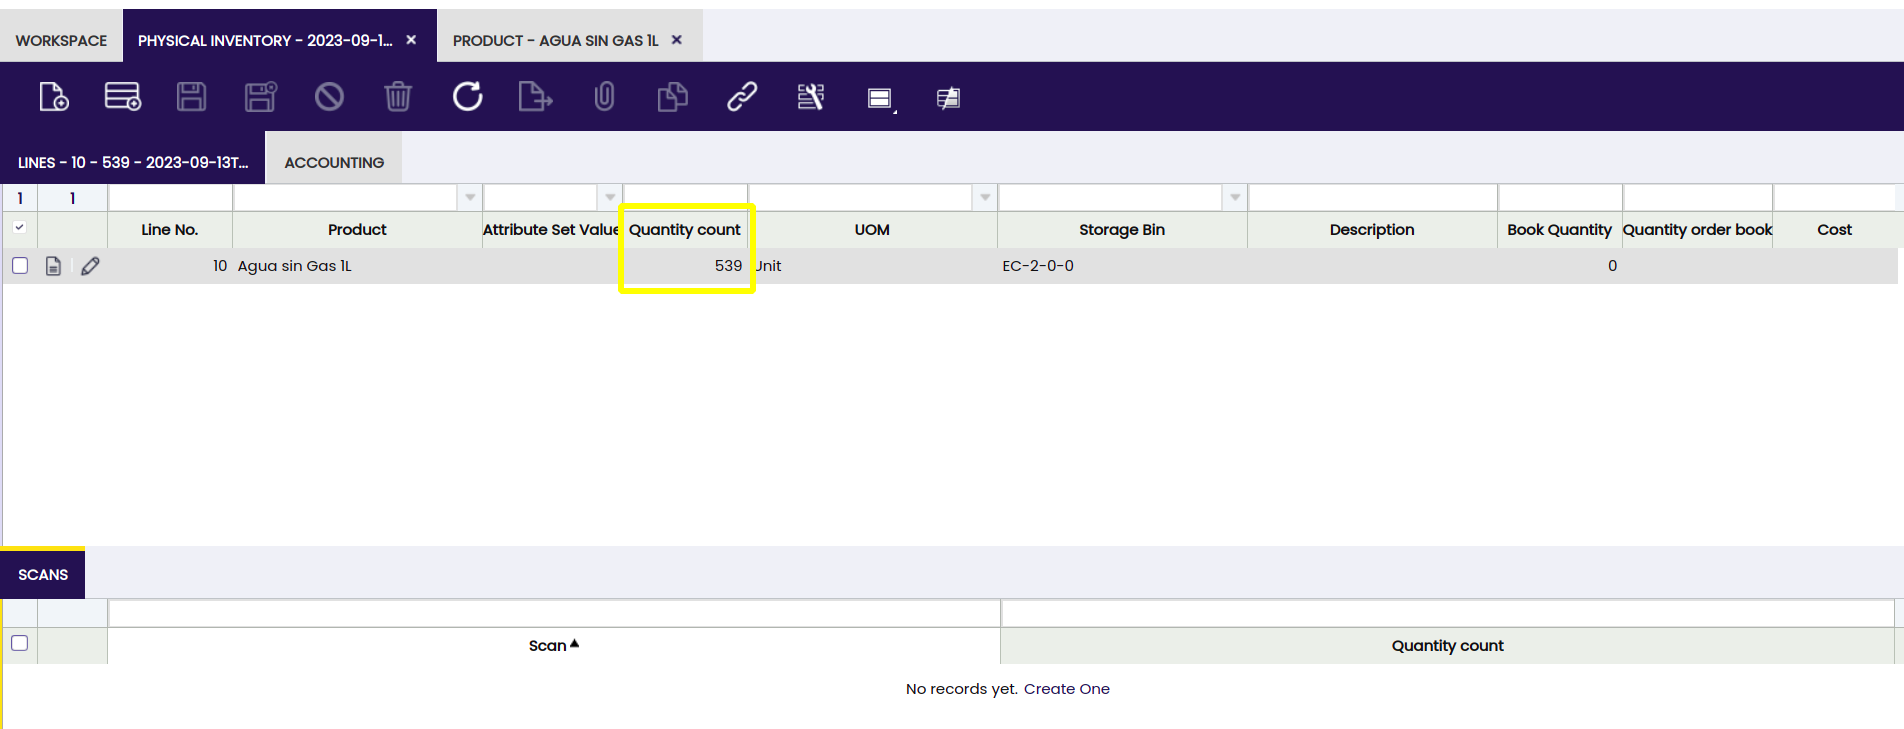 WORKSPACE PHYSICAL INVENTORY - 2023-09-1... × PRODUCT - AGUA SIN GAS 1L ×
LINES - 10 - 539 - 2023-09-13T... ACCOUNTING
1 1
Line No. Product Attribute Set Value Quantity count UOM Storage Bin Description Book Quantity Quantity order book Cost
10 Agua sin Gas 1L 539 Unit EC-2-0-0 0
SCANS
Scan Quantity count
No records yet. Create One